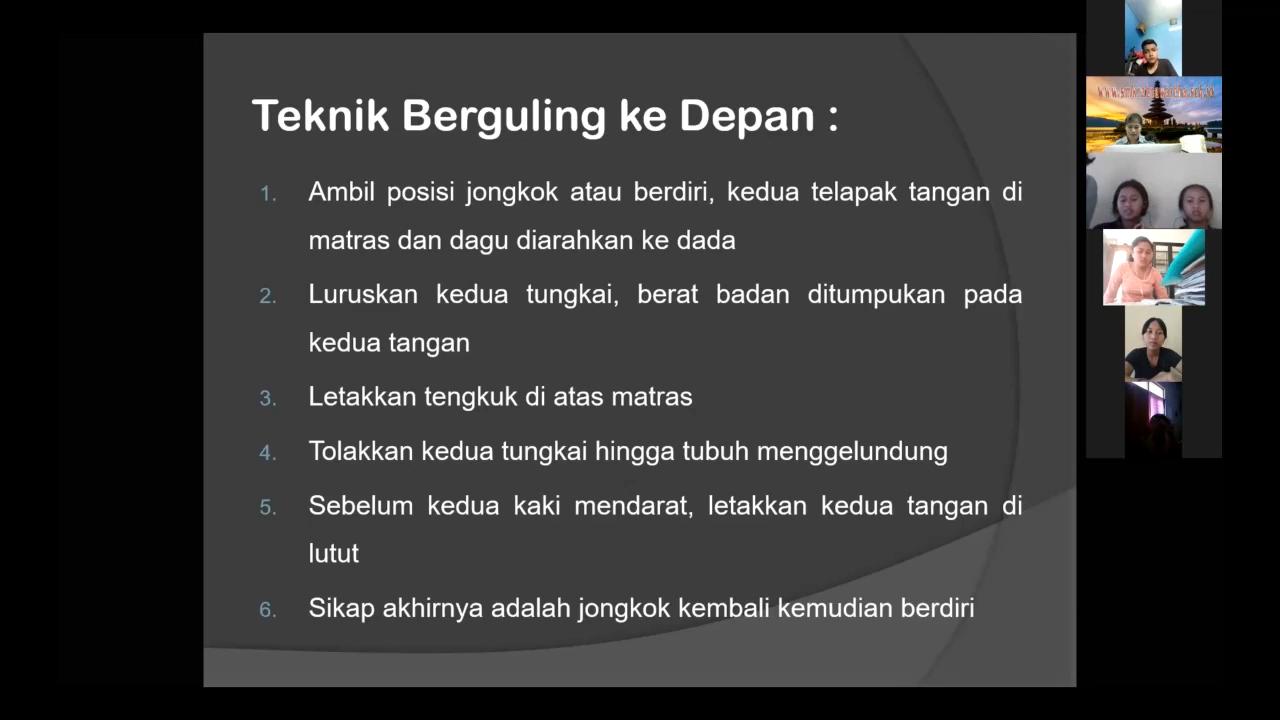 Teknik Berguling ke Depan :
1. Ambil posisi jongkok atau berdiri, kedua telapak tangan di
matras dan dagu diarahkan ke dada
2. Luruskan kedua tungkai, berat badan ditumpukan pada
kedua tangan
3. Letakkan tengkuk di atas matras
4. Tolakkan kedua tungkai hingga tubuh menggelundung
5. Sebelum kedua kaki mendarat, letakkan kedua tangan di
lutut
6. Sikap akhirnya adalah jongkok kembali kemudian berdiri